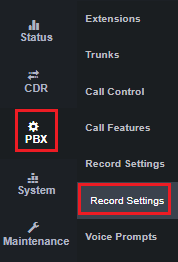 Status
CDR
PBX
System
Maintenance
Extensions
Trunks
Call Control
Call Features
Record Settings
Record Settings
Voice Prompts